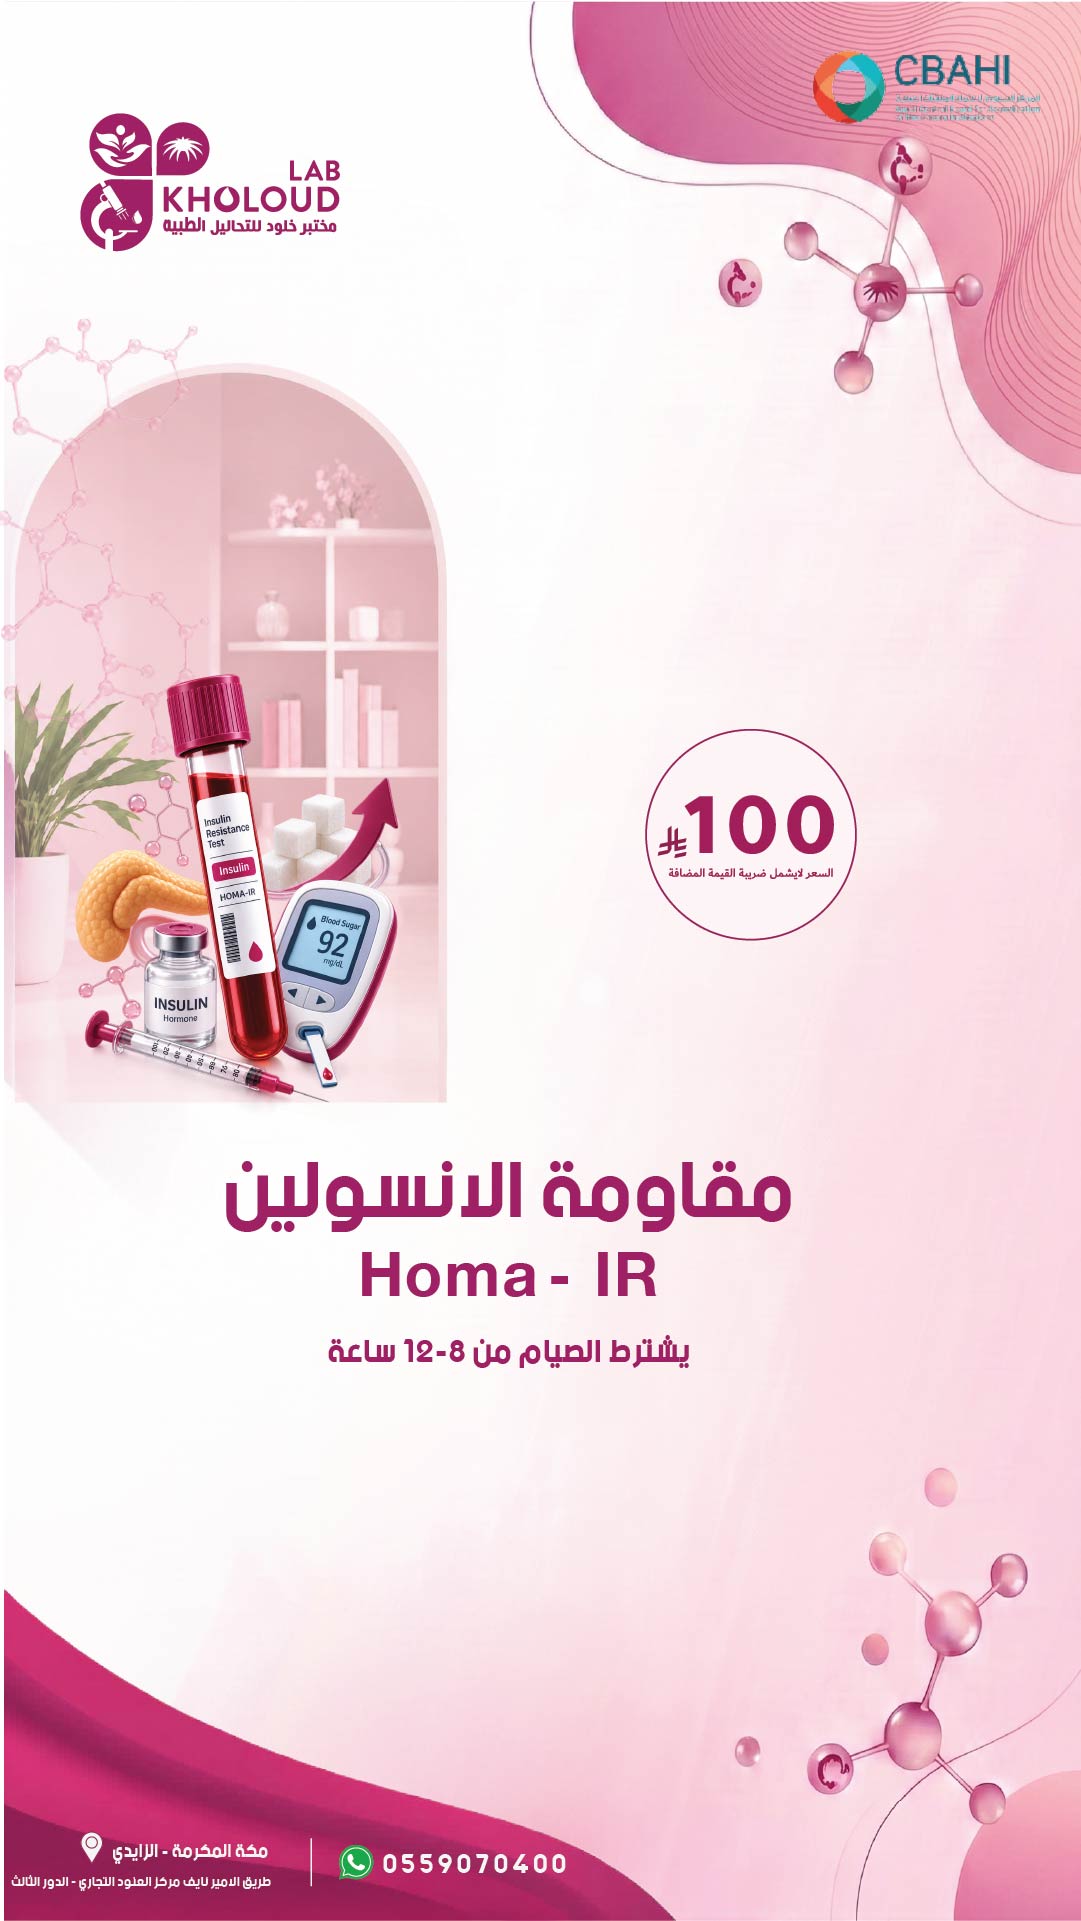 CBAHI
LAB
KHOLOUD
مختبر خلود للتحاليل الطبية
100
السعر لايشمل ضريبة القيمة المضافة
Insulin
Resistance
Test
Insulin
HOMA-IR
Blood Sugar
92
mg/dL
INSULIN
Hormone
مقاومة الانسولين
Homa - IR
يشترط الصيام من 8-12 ساعة
مكة المكرمة - الزايدي
طريق الامير نايف مركز العنود التجاري - الدور الثالث
0559070400